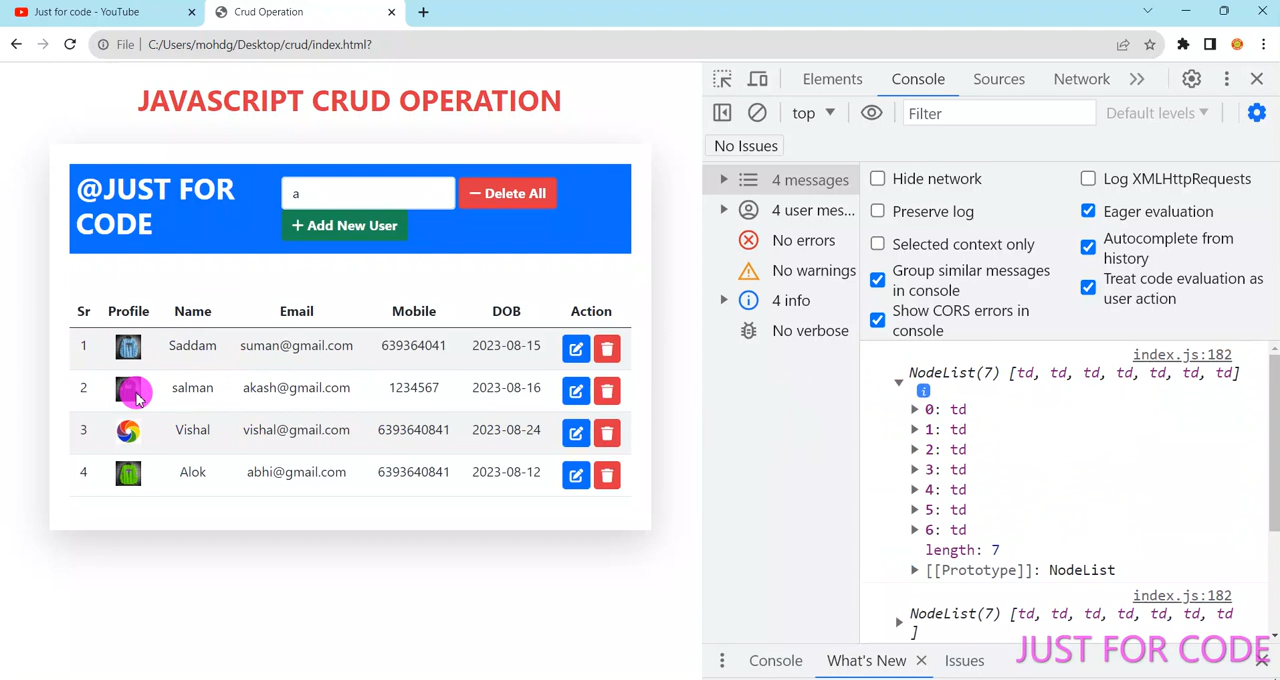 Just for code - YouTube
Crud Operation
File
C:/Users/mohdg/Desktop/crud/index.html?
JAVASCRIPT CRUD OPERATION
@JUST FOR
CODE
a
Delete All
+ Add New User
Sr Profile Name Email Mobile DOB Action
1 Saddam suman@gmail.com 639364041 2023-08-15
2 salman akash@gmail.com 1234567 2023-08-16
3 Vishal vishal@gmail.com 6393640841 2023-08-24
4 Alok abhi@gmail.com 6393640841 2023-08-12
Elements Console Sources Network
top Filter Default levels
No Issues
4 messages
4 user mes...
No errors
No warnings
4 info
No verbose
Hide network
Preserve log
Selected context only
Group similar messages
in console
Show CORS errors in
console
Log XMLHttpRequests
Eager evaluation
Autocomplete from
history
Treat code evaluation as
user action
index.js:182
NodeList(7) [td, td, td, td, td, td, td]
0: td
1: td
2: td
3: td
4: td
5: td
6: td
length: 7
[[Prototype]]: NodeList
index.js:182
NodeList(7) [td, td, td, td, td, td, td
]
JUST FOR CODE
Console What's New Issues